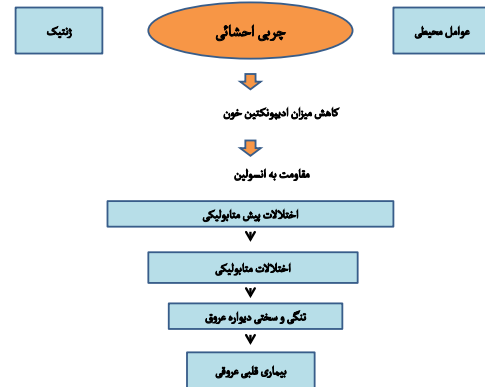 عوامل محیطی
چربی احشائی
ژنتیک
کاهش میزان ادیپونکتین خون
مقاومت به انسولین
اختلالات پیش متابولیکی
اختلالات متابولیکی
تنگی و سختی دیواره عروق
بیماری قلبی عروقی